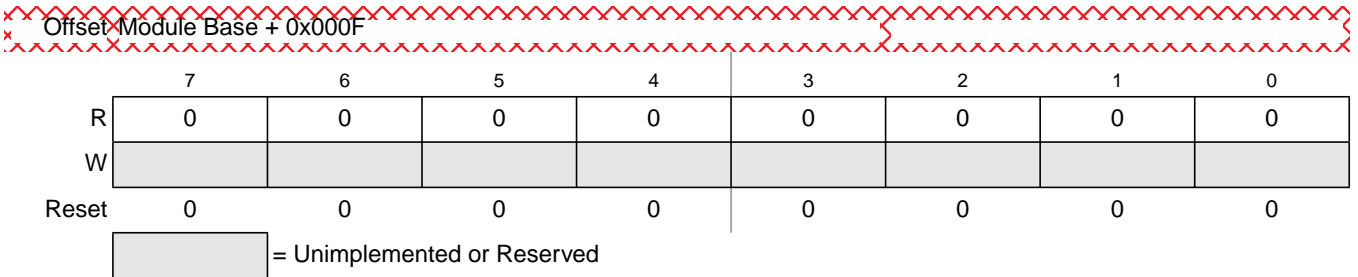 Offset Module Base + 0x000F
7 6 5 4 3 2 1 0
R 0 0 0 0 0 0 0 0
W
Reset 0 0 0 0 0 0 0 0
= Unimplemented or Reserved